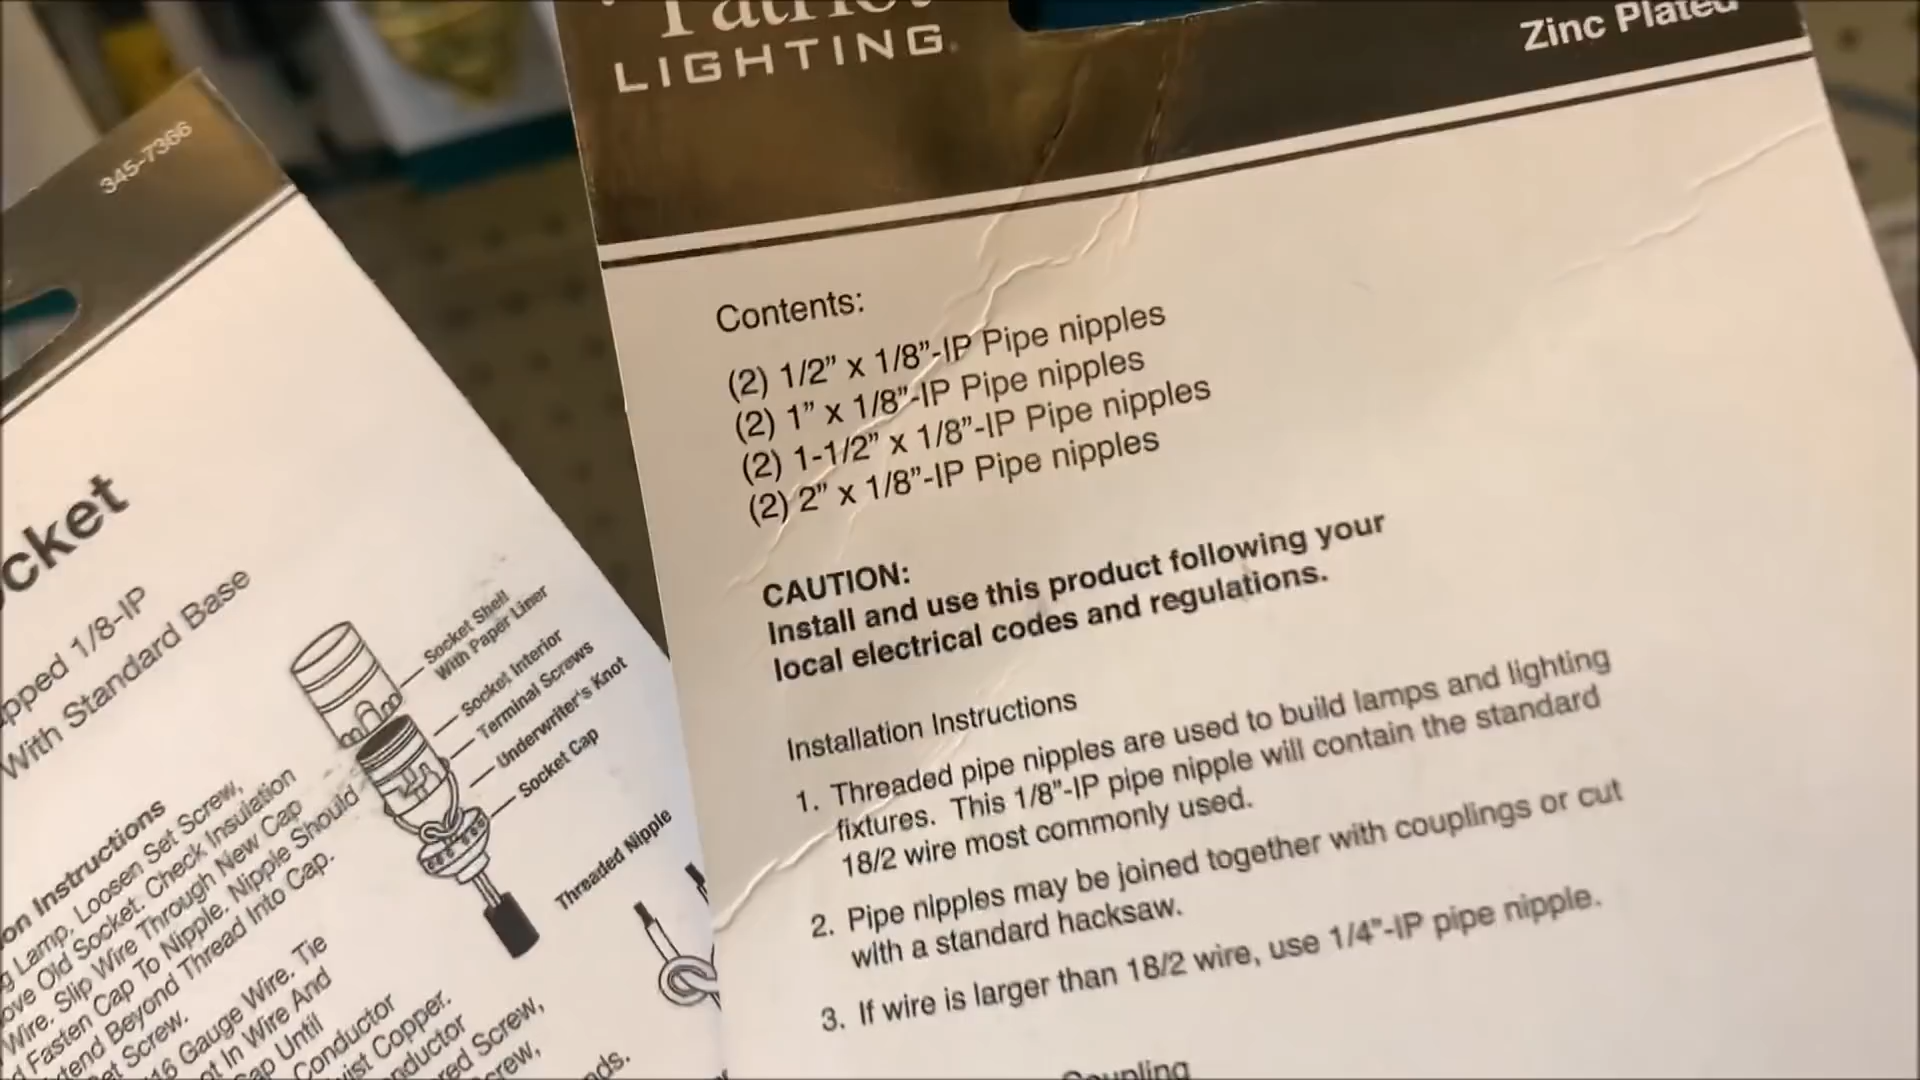 345-7366
cket
pped 1/8-IP
With Standard Base
Socket Shell
With Paper Liner
Socket Interior
Terminal Screws
Underwriter's Knot
Socket Cap
Threaded Nipple
on Instructions
g Lamp. Loosen Set Screw,
ove Old Socket. Check Insulation
Wire. Slip Wire Through New Cap
d Fasten Cap To Nipple. Nipple Should
xtend Beyond Thread Into Cap.
et Screw.
16 Gauge Wire. Tie
ot In Wire And
ap Until
Conductor
wist Copper.
nductor
red Screw,
crew,
nds.
Patriot
LIGHTING
Zinc Plated
Contents:
(2) 1/2” x 1/8”-IP Pipe nipples
(2) 1” x 1/8”-IP Pipe nipples
(2) 1-1/2” x 1/8”-IP Pipe nipples
(2) 2” x 1/8”-IP Pipe nipples
CAUTION:
Install and use this product following your
local electrical codes and regulations.
Installation Instructions
1. Threaded pipe nipples are used to build lamps and lighting
fixtures. This 1/8”-IP pipe nipple will contain the standard
18/2 wire most commonly used.
2. Pipe nipples may be joined together with couplings or cut
with a standard hacksaw.
3. If wire is larger than 18/2 wire, use 1/4”-IP pipe nipple.
Coupling